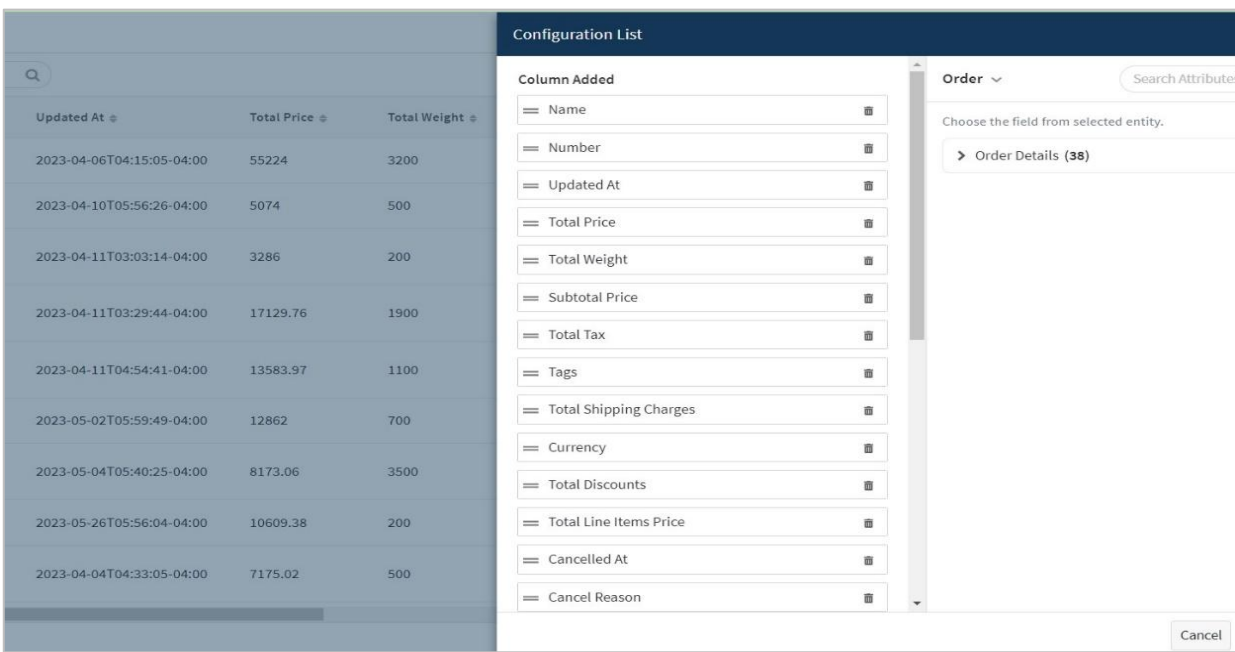 Updated At Total Price Total Weight
2023-04-06T04:15:05-04:00 55224 3200
2023-04-10T05:56:26-04:00 5074 500
2023-04-11T03:03:14-04:00 3286 200
2023-04-11T03:29:44-04:00 17129.76 1900
2023-04-11T04:54:41-04:00 13583.97 1100
2023-05-02T05:59:49-04:00 12862 700
2023-05-04T05:40:25-04:00 8173.06 3500
2023-05-26T05:56:04-04:00 10609.38 200
2023-04-04T04:33:05-04:00 7175.02 500
Configuration List
Column Added
Name
Number
Updated At
Total Price
Total Weight
Subtotal Price
Total Tax
Tags
Total Shipping Charges
Currency
Total Discounts
Total Line Items Price
Cancelled At
Cancel Reason
Order
Search Attributes
Choose the field from selected entity.
Order Details (38)
Cancel